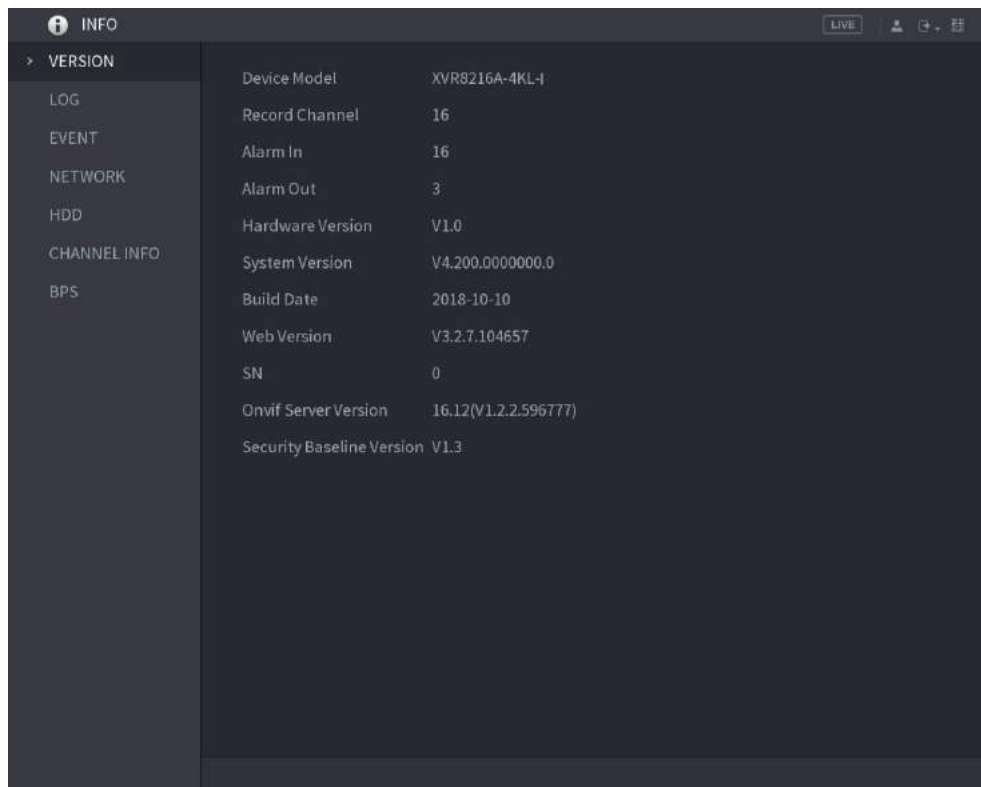 INFO
LIVE
VERSION
LOG
EVENT
NETWORK
HDD
CHANNEL INFO
BPS
Device Model XVR8216A-4KL-I
Record Channel 16
Alarm In 16
Alarm Out 3
Hardware Version V1.0
System Version V4.200.0000000.0
Build Date 2018-10-10
Web Version V3.2.7.104657
SN 0
Onvif Server Version 16.12(V1.2.2.596777)
Security Baseline Version V1.3